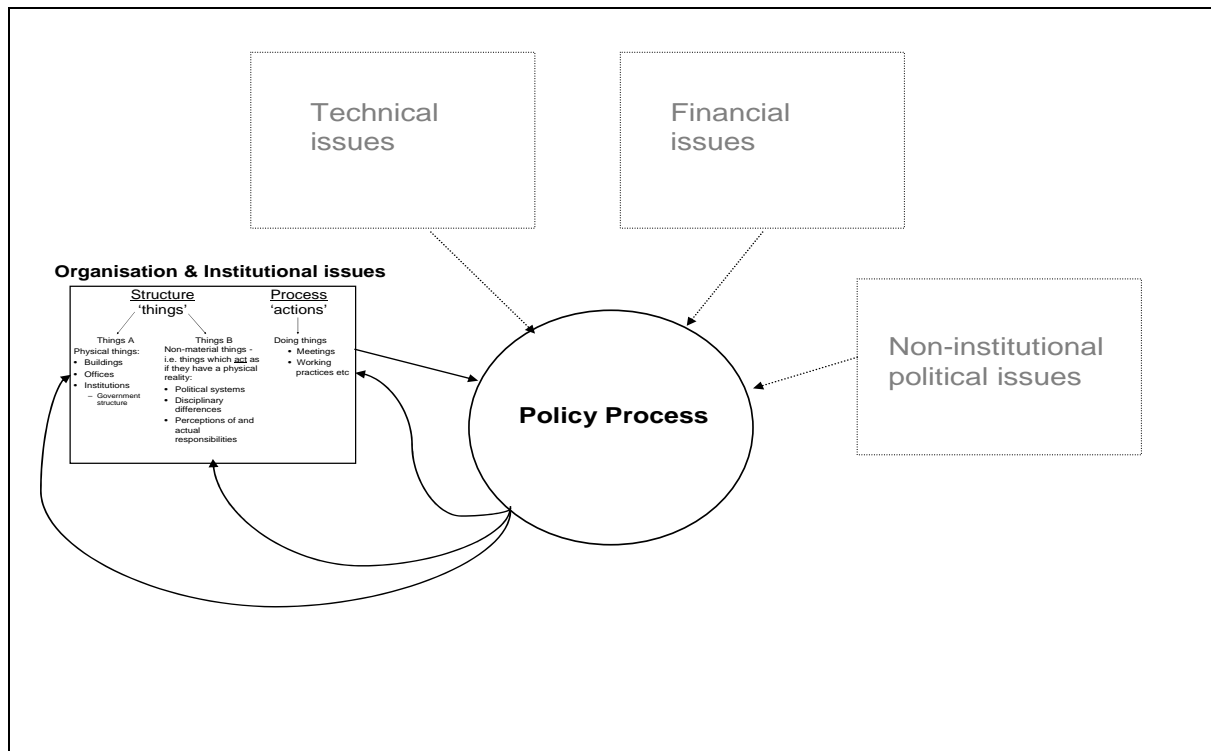 Technical
issues
Financial
issues
Organisation & Institutional issues
Structure
'things'
Process
'actions'
Things A
Physical things:
• Buildings
• Offices
• Institutions
– Government
structure
Things B
Non-material things -
i.e. things which act as
if they have a physical
reality:
• Political systems
• Disciplinary
differences
• Perceptions of and
actual
responsibilities
Doing things
• Meetings
• Working
practices etc
Non-institutional
political issues
Policy Process